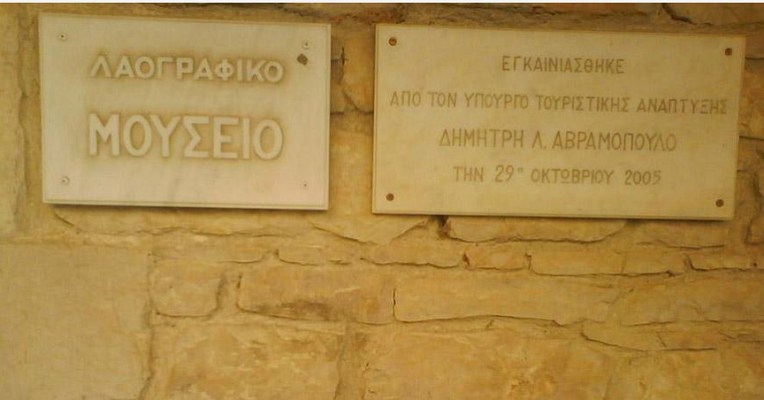 ΛΑΟΓΡΑΦΙΚΟ
ΜΟΥΣΕΙΟ
ΕΓΚΑΙΝΙΑΣΘΗΚΕ
ΑΠΟ ΤΟΝ ΥΠΟΥΡΓΟ ΤΟΥΡΙΣΤΙΚΗΣ ΑΝΑΠΤΥΞΗΣ
ΔΗΜΗΤΡΗ Λ. ΑΒΡΑΜΟΠΟΥΛΟ
ΤΗΝ 29η ΟΚΤΩΒΡΙΟΥ 2005